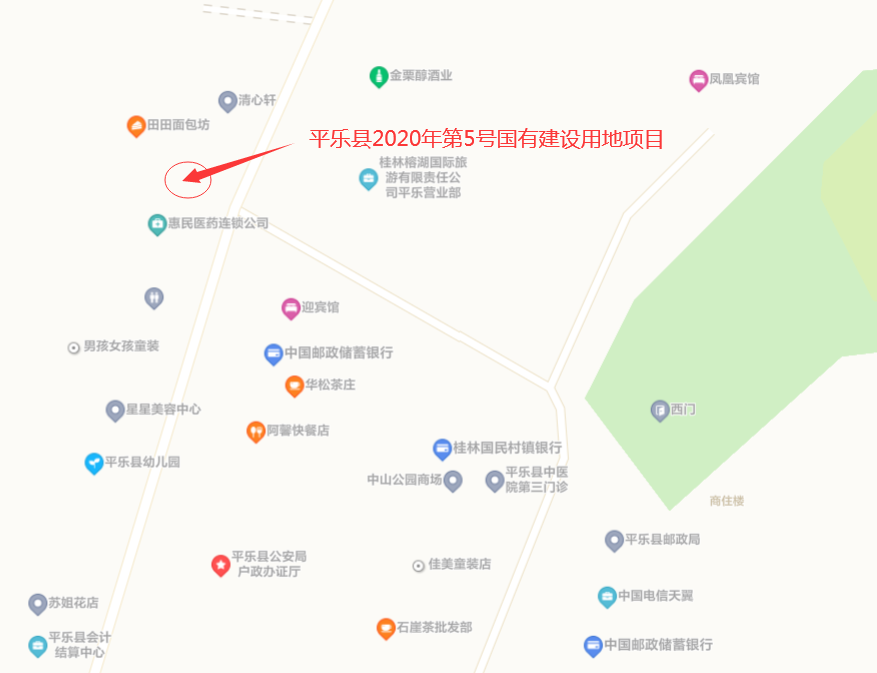 金栗醇酒业
凤凰宾馆
清心轩
田田面包坊
平乐县2020年第5号国有建设用地项目
桂林榕湖国际旅
游有限责任公
司平乐营业部
惠民医药连锁公司
迎宾馆
男孩女孩童装
中国邮政储蓄银行
华松茶庄
星星美容中心
西门
阿馨快餐店
平乐县幼儿园
桂林国民村镇银行
中山公园商场
平乐县中医
院第三门诊
商住楼
平乐县邮政局
平乐县公安局
户政办证厅
佳美童装店
苏姐花店
中国电信天翼
石崖茶批发部
平乐县会计
结算中心
中国邮政储蓄银行